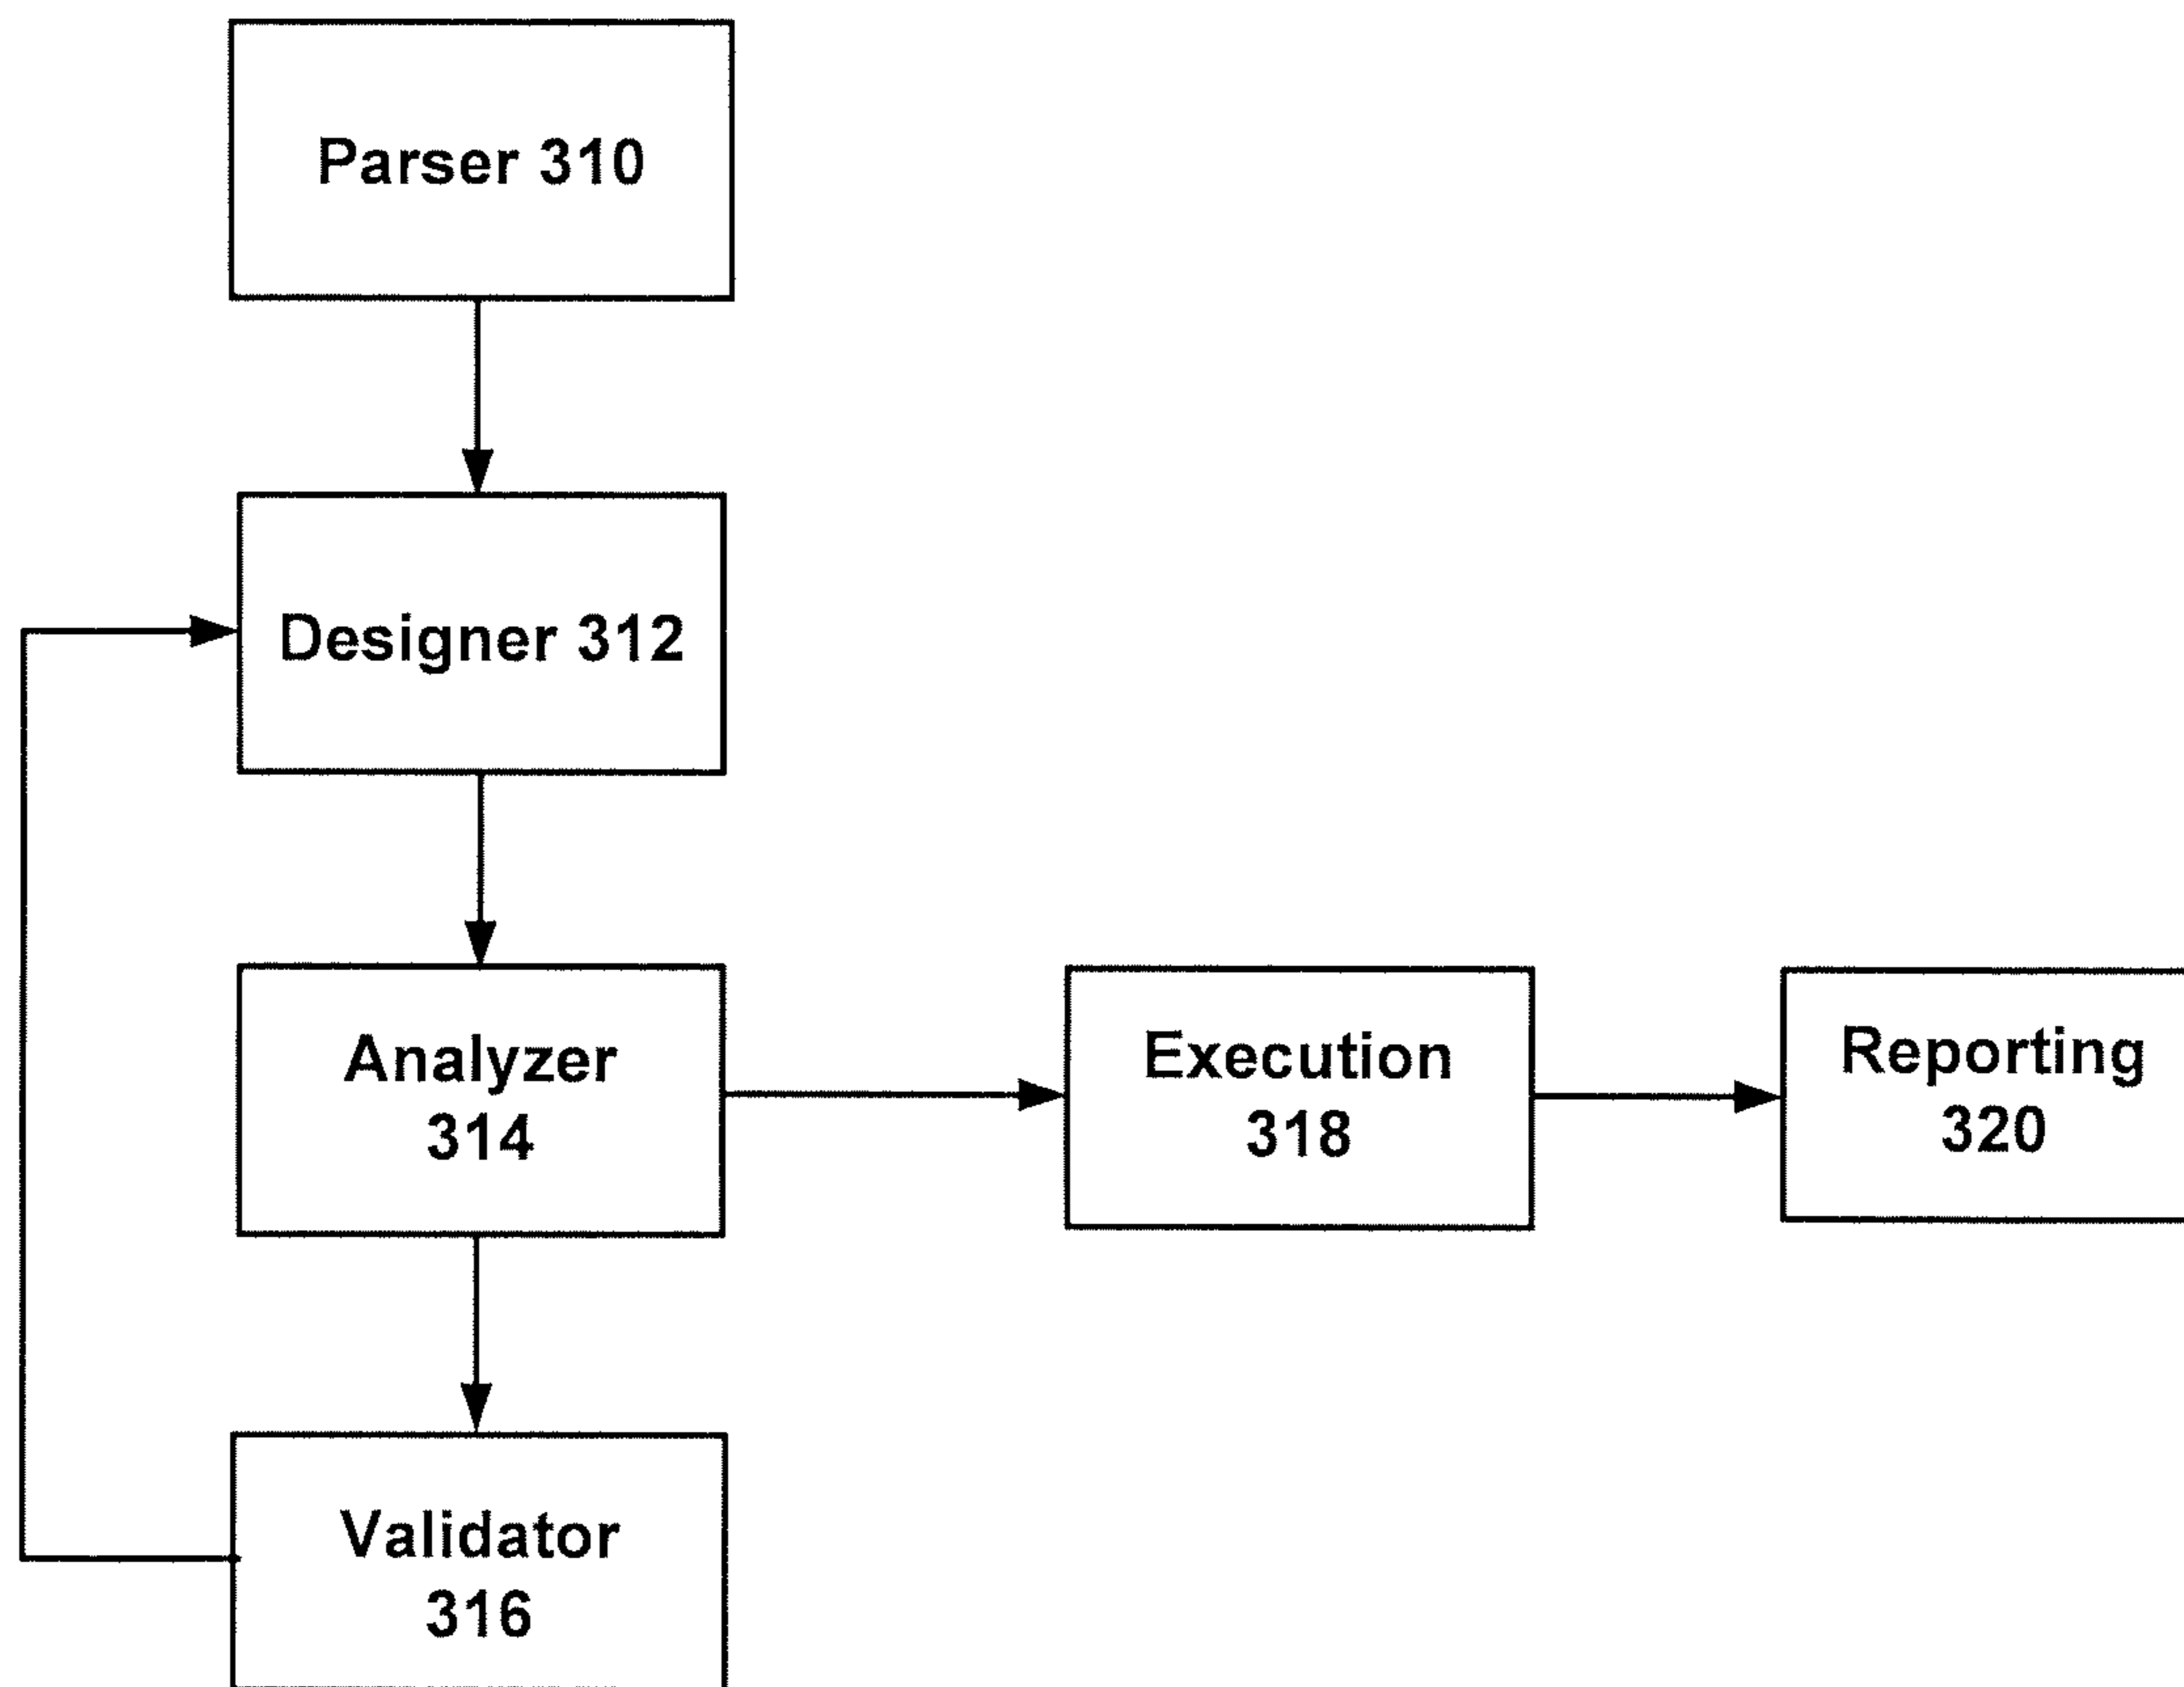 Parser 310
Designer 312
Analyzer
314
Execution
318
Reporting
320
Validator
316